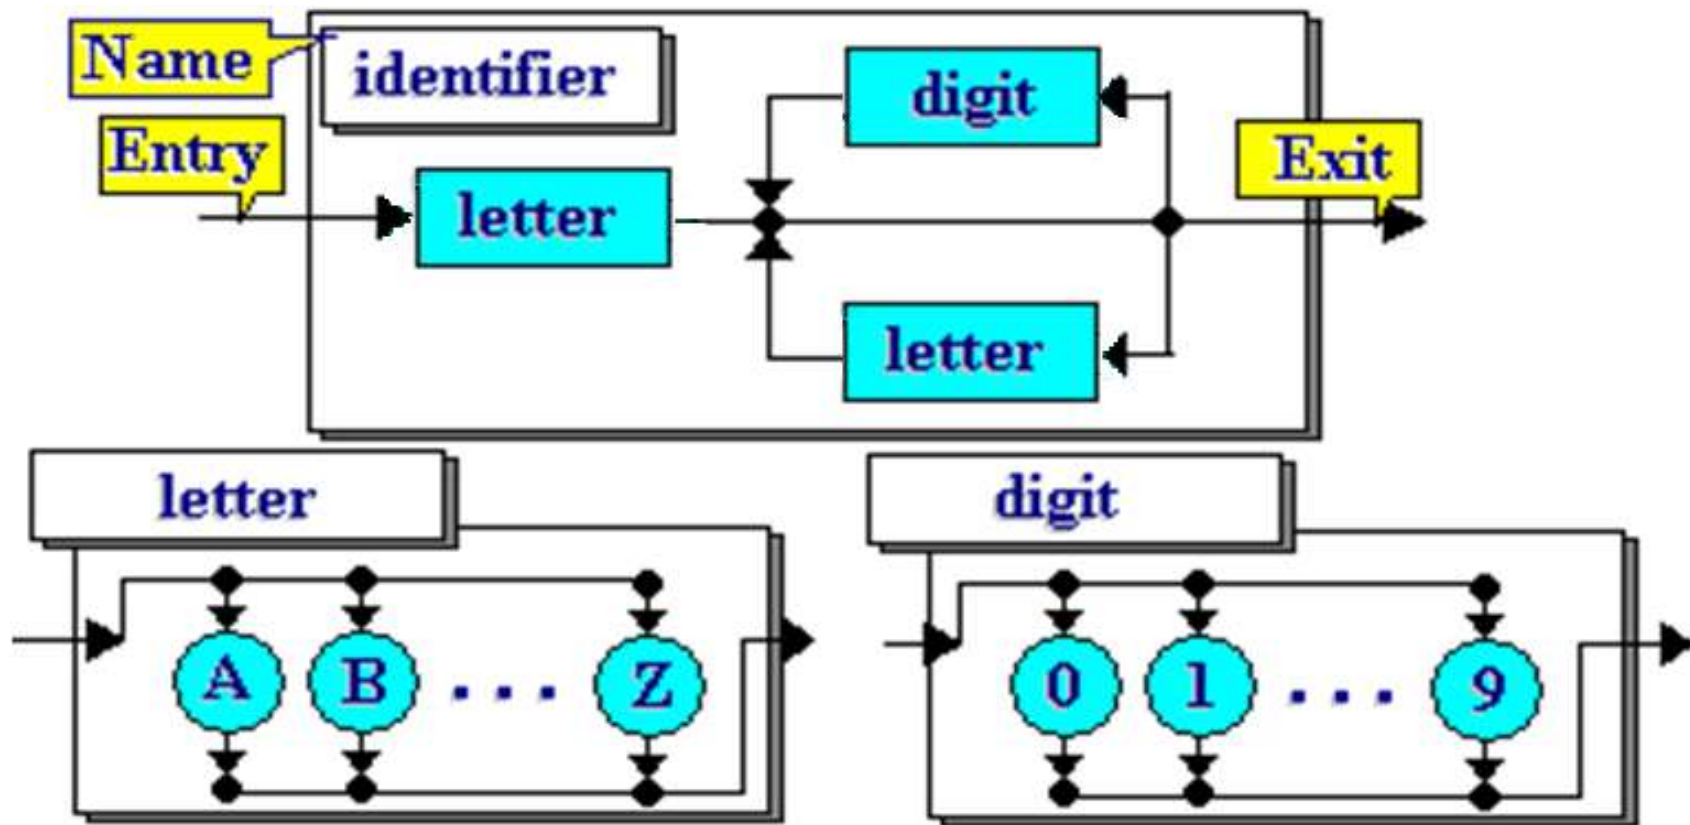 Name
identifier
digit
Entry
Exit
letter
letter
letter
A B ... Z
digit
0 1 ... 9